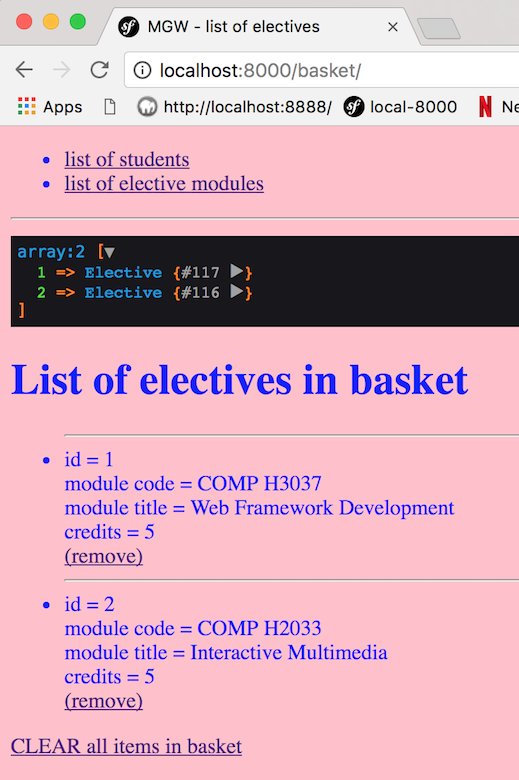 MGW - list of electives
localhost:8000/basket/
Apps http://localhost:8888/ local-8000
list of students
list of elective modules
array:2 [▼
1 => Elective {#117 ▶}
2 => Elective {#116 ▶}
]
List of electives in basket
id = 1
module code = COMP H3037
module title = Web Framework Development
credits = 5
(remove)
id = 2
module code = COMP H2033
module title = Interactive Multimedia
credits = 5
(remove)
CLEAR all items in basket